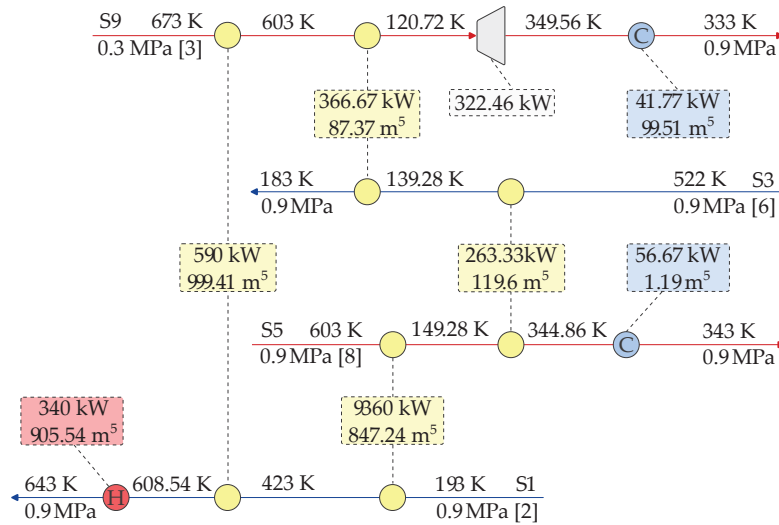 S9 673 K 603 K 120.72 K 349.56 K 333 K
0.3 MPa [3] 0.9 MPa
366.67 kW 322.46 kW 41.77 kW
87.37 m⁵ 99.51 m⁵
183 K 139.28 K 522 K S3
0.9 MPa 0.9 MPa [6]
590 kW 263.33kW 56.67 kW
999.41 m⁵ 119.6 m⁵ 1.19 m⁵
S5 603 K 149.28 K 344.86 K 343 K
0.9 MPa [8] C 0.9 MPa
340 kW 9360 kW
905.54 m⁵ 847.24 m⁵
643 K 608.54 K 423 K 193 K S1
0.9 MPa H 0.9 MPa [2]
C